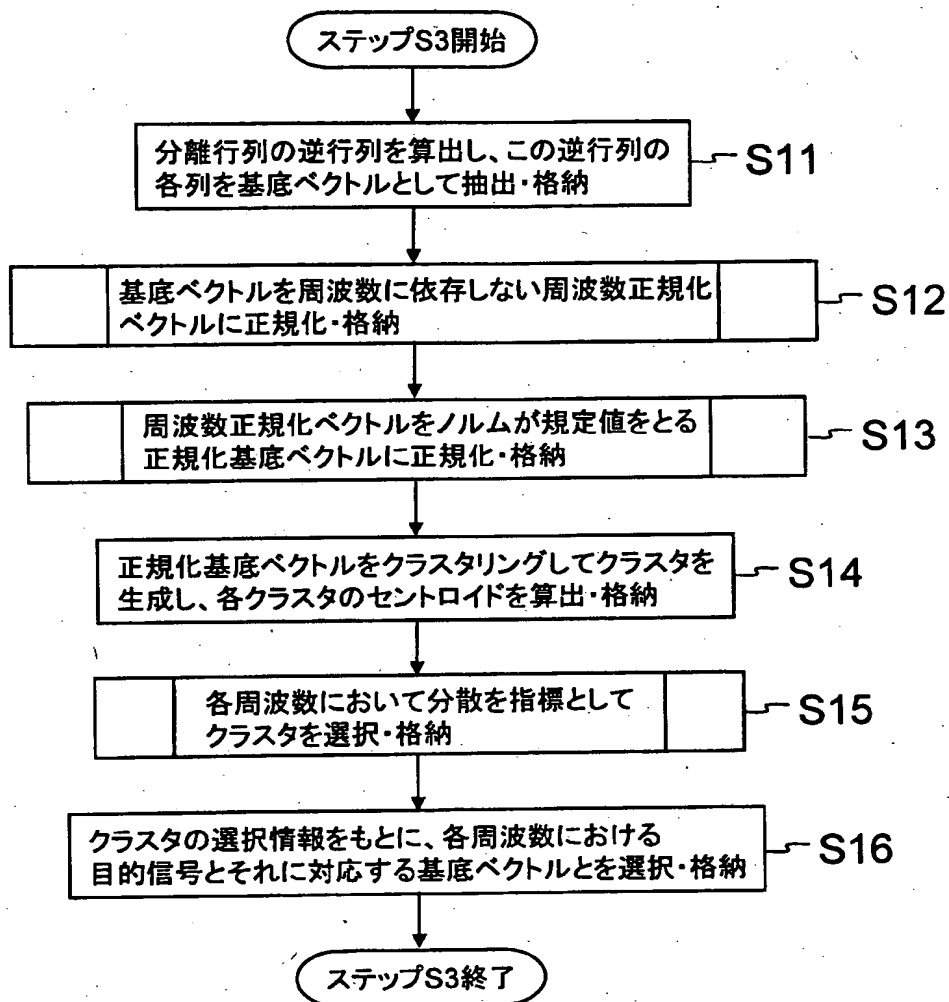 ステップS3開始
分離行列の逆行列を算出し、この逆行列の
各列を基底ベクトルとして抽出・格納
S11
基底ベクトルを周波数に依存しない周波数正規化
ベクトルに正規化・格納
S12
周波数正規化ベクトルをノルムが規定値をとる
正規化基底ベクトルに正規化・格納
S13
正規化基底ベクトルをクラスタリングしてクラスタを
生成し、各クラスタのセントロイドを算出・格納
S14
各周波数において分散を指標として
クラスタを選択・格納
S15
クラスタの選択情報をもとに、各周波数における
目的信号とそれに対応する基底ベクトルとを選択・格納
S16
ステップS3終了